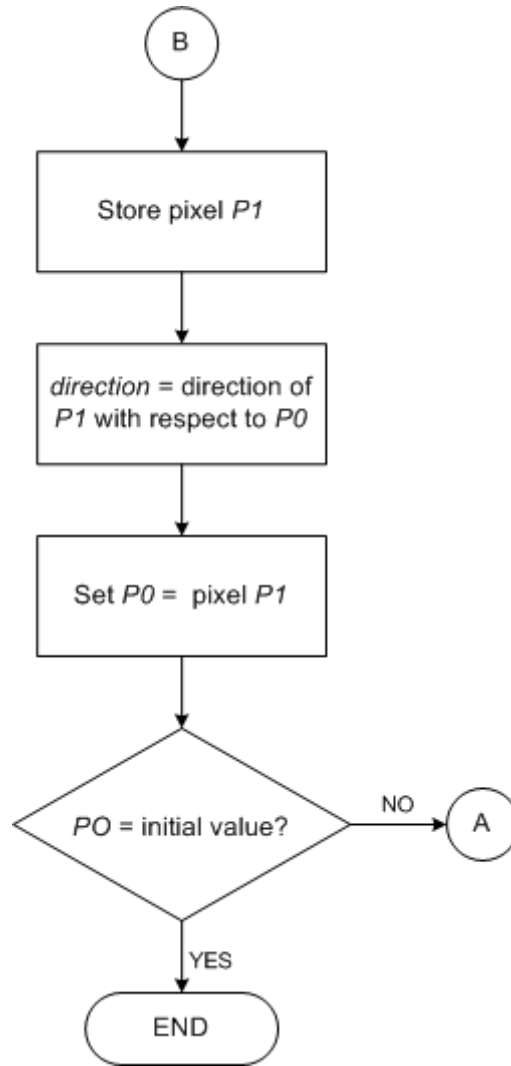 B
Store pixel P1
direction = direction of
P1 with respect to P0
Set P0 = pixel P1
PO = initial value?
NO
A
YES
END